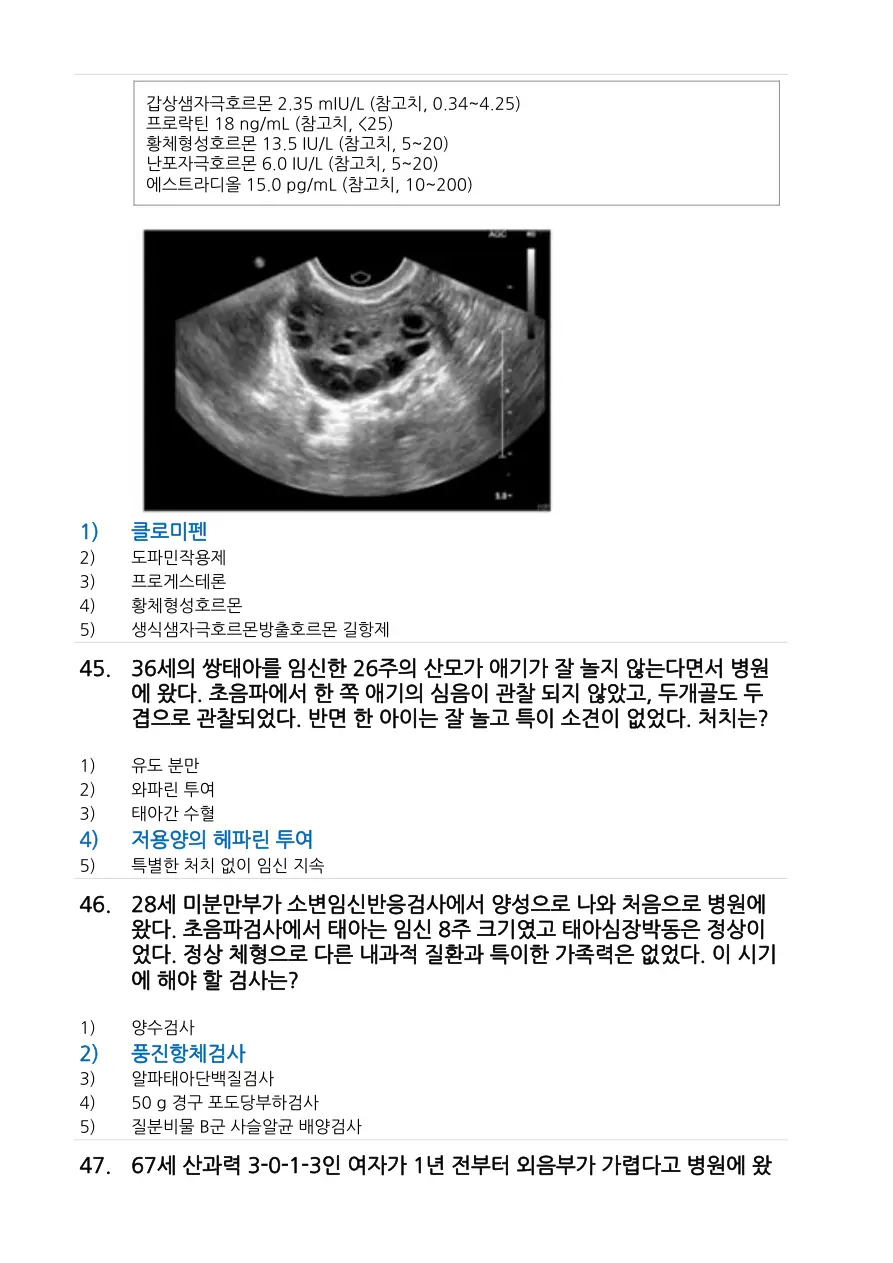 갑상샘자극호르몬 2.35 mIU/L (참고치, 0.34~4.25)
프로락틴 18 ng/mL (참고치, <25)
황체형성호르몬 13.5 IU/L (참고치, 5~20)
난포자극호르몬 6.0 IU/L (참고치, 5~20)
에스트라디올 15.0 pg/mL (참고치, 10~200)
1) 클로미펜
2) 도파민작용제
3) 프로게스테론
4) 황체형성호르몬
5) 생식샘자극호르몬방출호르몬 길항제
45. 36세의 쌍태아를 임신한 26주의 산모가 애기가 잘 놀지 않는다면서 병원
에 왔다. 초음파에서 한 쪽 애기의 심음이 관찰 되지 않았고, 두개골도 두
겹으로 관찰되었다. 반면 한 아이는 잘 놀고 특이 소견이 없었다. 처치는?
1) 유도 분만
2) 와파린 투여
3) 태아간 수혈
4) 저용양의 헤파린 투여
5) 특별한 처치 없이 임신 지속
46. 28세 미분만부가 소변임신반응검사에서 양성으로 나와 처음으로 병원에
왔다. 초음파검사에서 태아는 임신 8주 크기였고 태아심장박동은 정상이
었다. 정상 체형으로 다른 내과적 질환과 특이한 가족력은 없었다. 이 시기
에 해야 할 검사는?
1) 양수검사
2) 풍진항체검사
3) 알파태아단백질검사
4) 50 g 경구 포도당부하검사
5) 질분비물 B군 사슬알균 배양검사
47. 67세 산과력 3-0-1-3인 여자가 1년 전부터 외음부가 가렵다고 병원에 왔